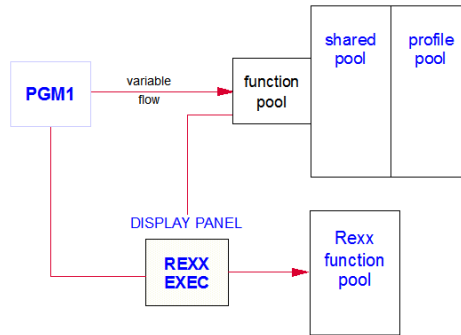 shared
pool
profile
pool
PGM1
variable
flow
function
pool
DISPLAY PANEL
REXX
EXEC
Rexx
function
pool